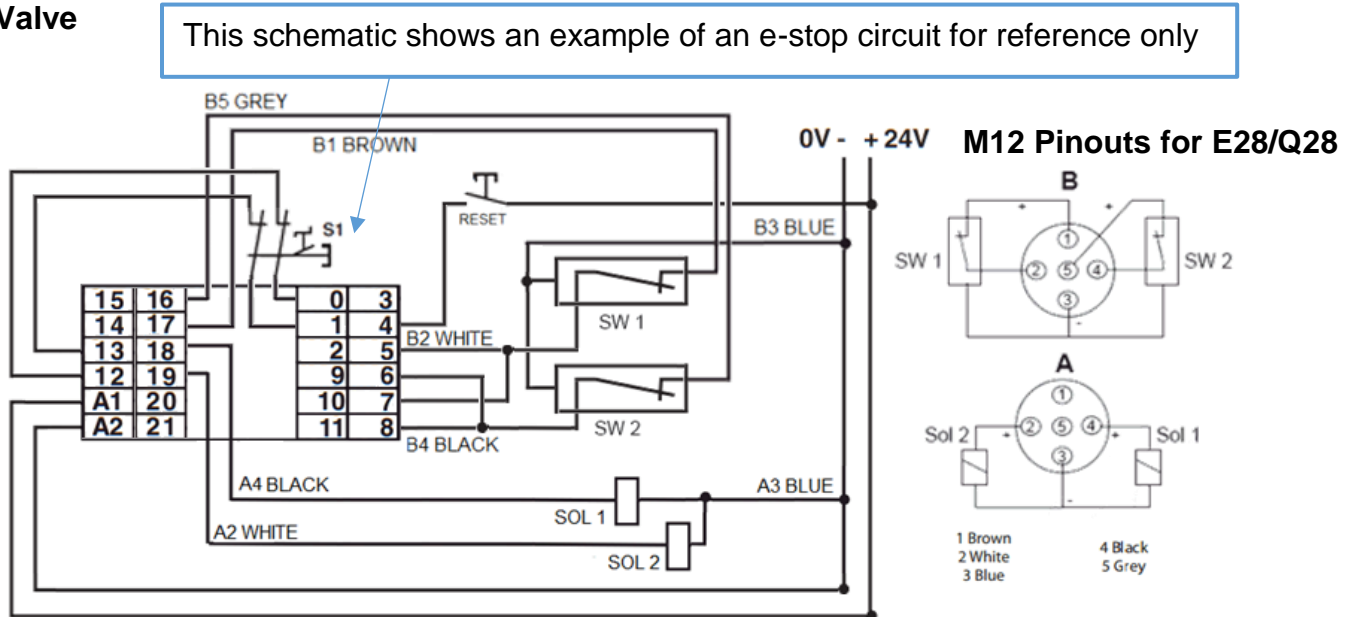 Valve
This schematic shows an example of an e-stop circuit for reference only
B5 GREY
B1 BROWN
0V - + 24V
M12 Pinouts for E28/Q28
RESET
S1
B3 BLUE
15 16
14 17
13 18
12 19
A1 20
A2 21
0 3
1 4
2 5
9 6
10 7
11 8
B2 WHITE
B4 BLACK
SW 1
SW 2
A4 BLACK
A2 WHITE
SOL 1
SOL 2
A3 BLUE
B
+ +
1
SW 1
2 5 4
SW 2
3
-
A
1
Sol 2
+ 2 5 4 +
Sol 1
3
-
1 Brown
2 White
3 Blue
4 Black
5 Grey